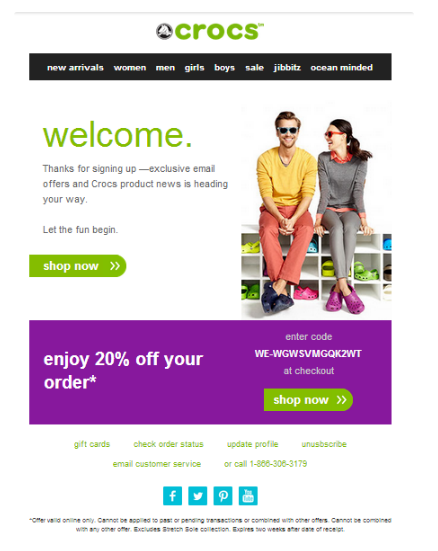 crocs™
new arrivals women men girls boys sale jibbitz ocean minded
welcome.
Thanks for signing up —exclusive email
offers and Crocs product news is heading
your way.
Let the fun begin.
shop now >>
enjoy 20% off your
order*
enter code
WE-WGWSVMGQK2WT
at checkout
shop now >>
gift cards check order status update profile unusbscribe
email customer service or call 1-866-306-3179
*Offer valid online only. Cannot be applied to past or pending transactions or combined with other offers. Cannot be combined
with any other offer. Excludes Stretch Sole collection. Expires two weeks after date of receipt.